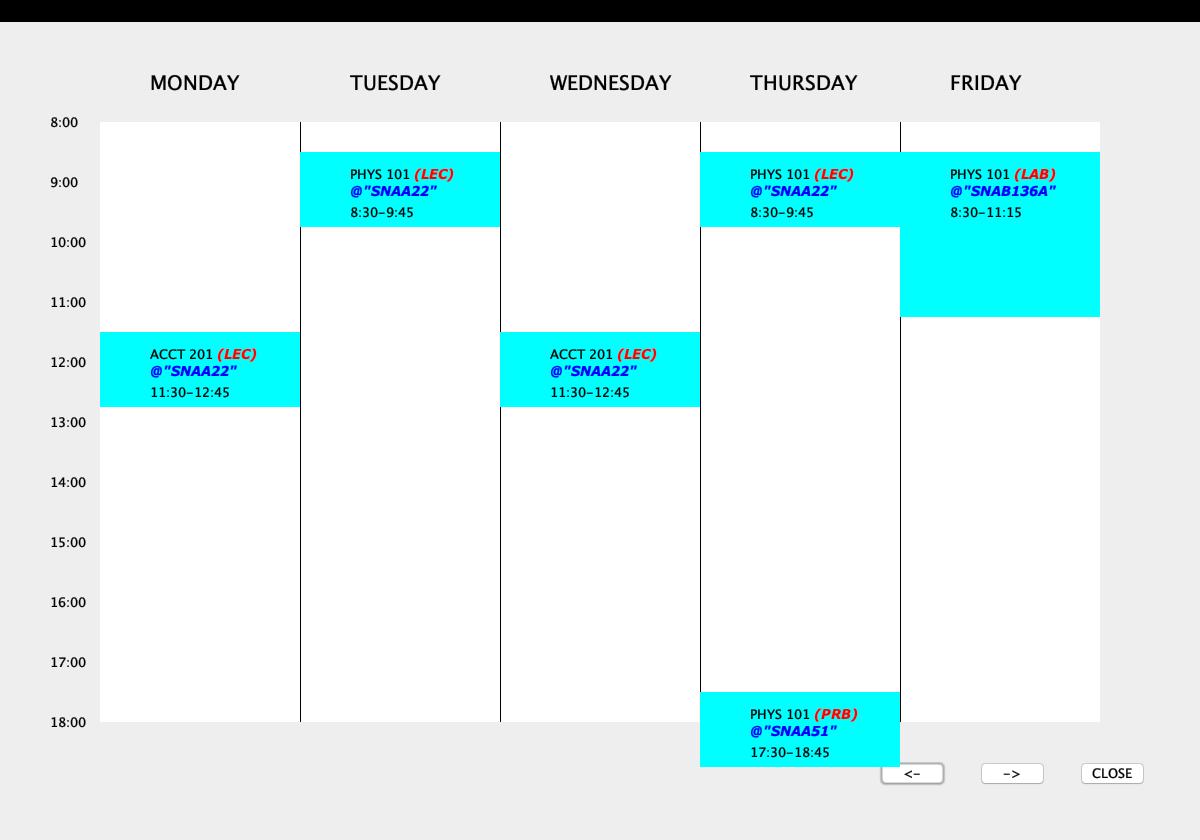 MONDAY TUESDAY WEDNESDAY THURSDAY FRIDAY
8:00
PHYS 101 (LEC) PHYS 101 (LEC) PHYS 101 (LAB)
9:00 @"SNAA22" @"SNAA22" @"SNAB136A"
8:30-9:45 8:30-9:45 8:30-11:15
10:00
11:00
ACCT 201 (LEC) ACCT 201 (LEC)
12:00 @"SNAA22" @"SNAA22"
11:30-12:45 11:30-12:45
13:00
14:00
15:00
16:00
17:00
18:00 PHYS 101 (PRB)
@"SNAA51"
17:30-18:45
<- -> CLOSE